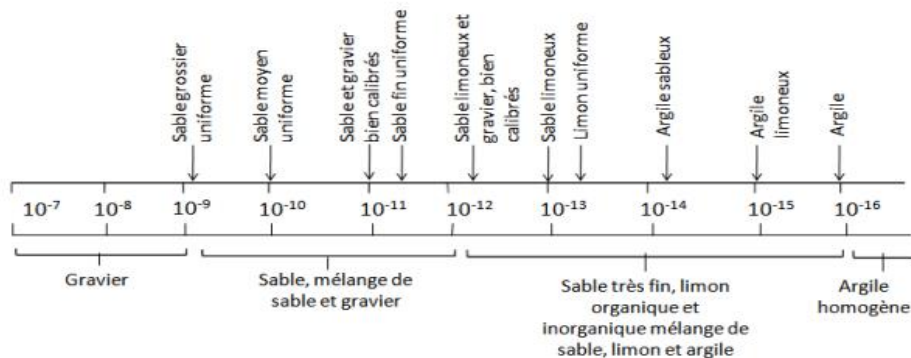 Sable grossier
uniforme
Sable moyen
uniforme
Sable et gravier
bien calibrés
Sable fin uniforme
Sable limoneux et
gravier, bien
calibrés
Sable limoneux
Limon uniforme
Argile sableux
Argile
limoneux
Argile
10⁻⁷ 10⁻⁸ 10⁻⁹ 10⁻¹⁰ 10⁻¹¹ 10⁻¹² 10⁻¹³ 10⁻¹⁴ 10⁻¹⁵ 10⁻¹⁶
Gravier
Sable, mélange de
sable et gravier
Sable très fin, limon
organique et
inorganique mélange de
sable, limon et argile
Argile
homogène